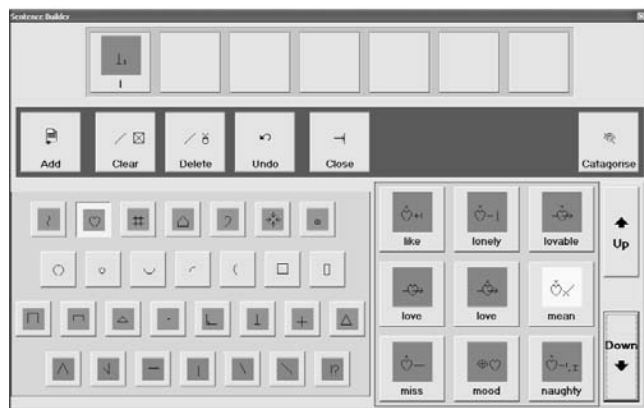 Sentence Builder
I
Add Clear Delete Undo Close Catagorise
like lonely lovable
Up
love love mean
miss mood naughty
Down